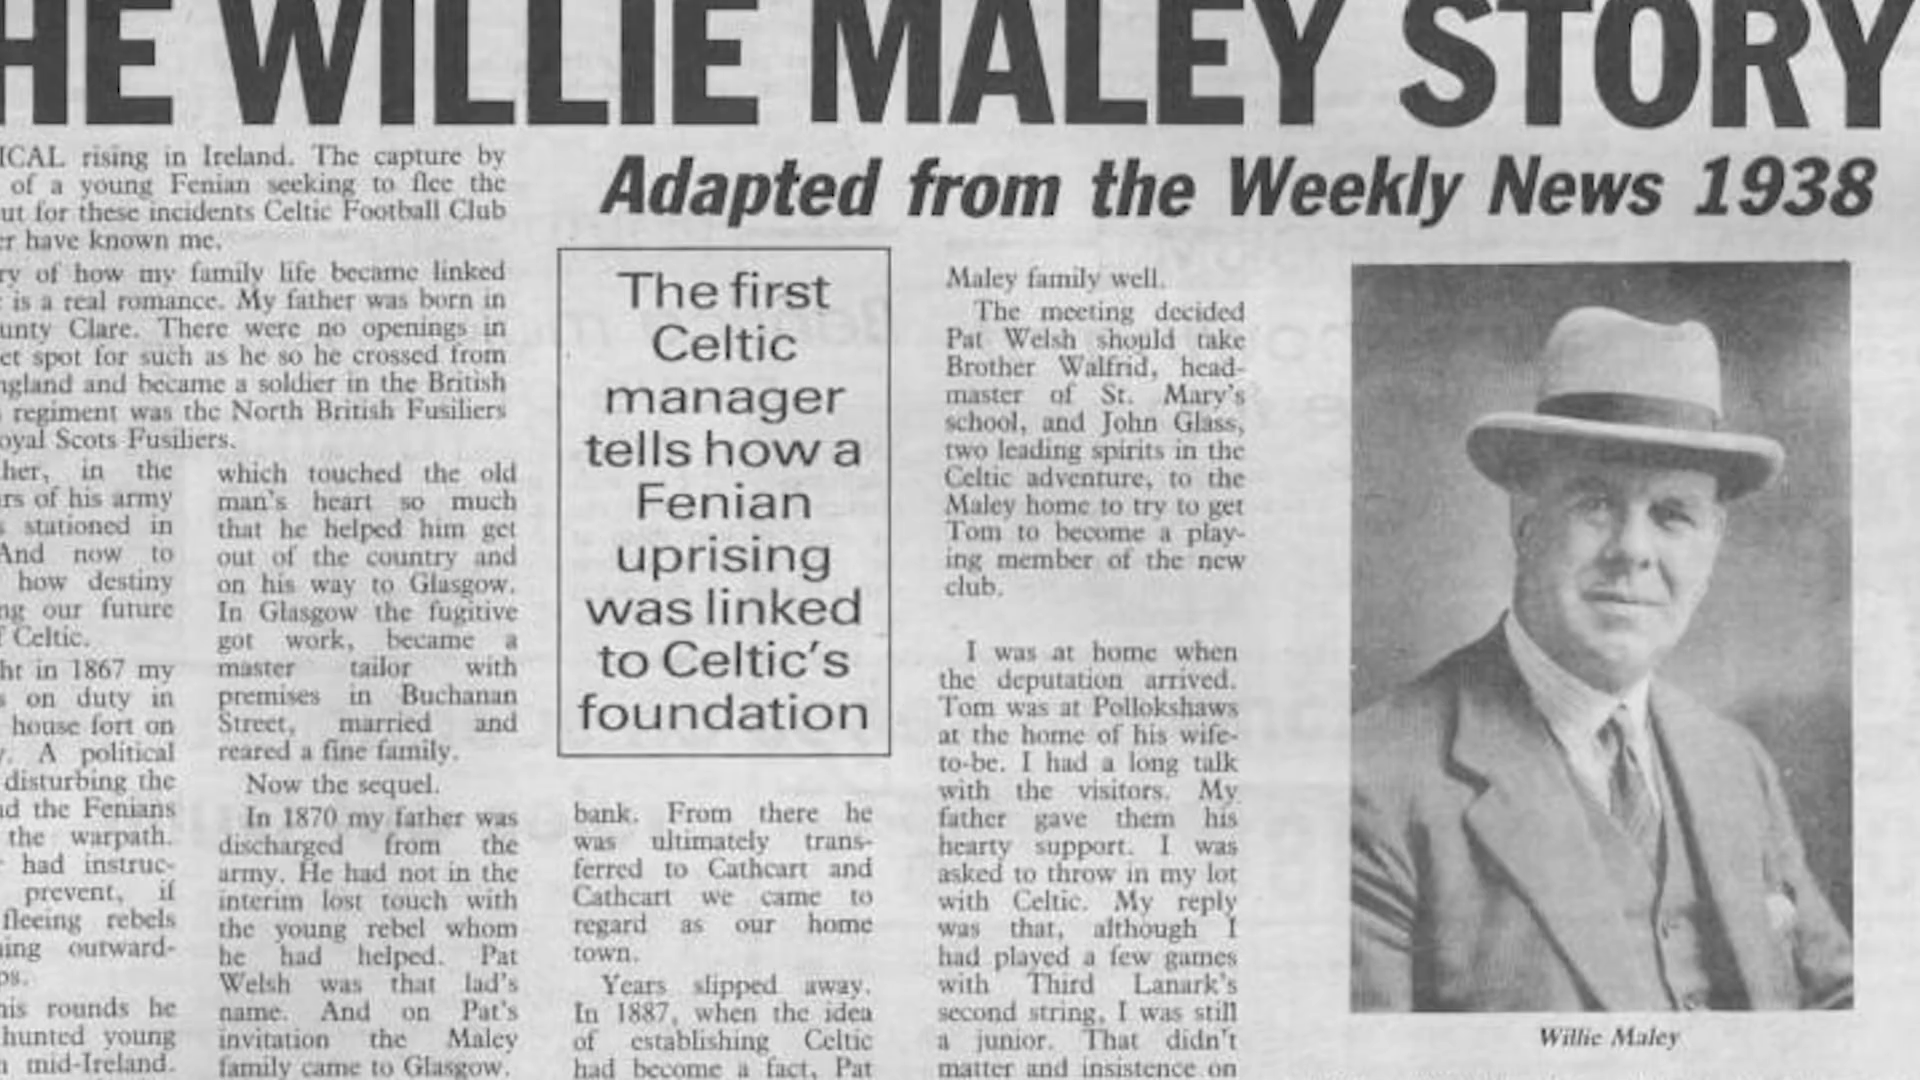 HE WILLIE MALEY STORY
Adapted from the Weekly News 1938
ICAL rising in Ireland. The capture by
of a young Fenian seeking to flee the
ut for these incidents Celtic Football Club
er have known me.
ry of how my family life became linked
is a real romance. My father was born in
unty Clare. There were no openings in
et spot for such as he so he crossed from
ngland and became a soldier in the British
regiment was the North British Fusiliers
oyal Scots Fusiliers.
her, in the
rs of his army
s stationed in
And now to
how destiny
ng our future
f Celtic.
ht in 1867 my
s on duty in
house fort on
y. A political
disturbing the
nd the Fenians
the warpath.
r had instruc-
prevent, if
fleeing rebels
ing outward-
ps.
his rounds he
hunted young
n mid-Ireland.
which touched the old
man's heart so much
that he helped him get
out of the country and
on his way to Glasgow.
In Glasgow the fugitive
got work, became a
master tailor with
premises in Buchanan
Street, married and
reared a fine family.
Now the sequel.
In 1870 my father was
discharged from the
army. He had not in the
interim lost touch with
the young rebel whom
he had helped. Pat
Welsh was that lad's
name. And on Pat's
invitation the Maley
family came to Glasgow.
The first
Celtic
manager
tells how a
Fenian
uprising
was linked
to Celtic's
foundation
bank. From there he
was ultimately trans-
ferred to Cathcart and
Cathcart we came to
regard as our home
town.
Years slipped away.
In 1887, when the idea
of establishing Celtic
had become a fact, Pat
Maley family well.
The meeting decided
Pat Welsh should take
Brother Walfrid, head-
master of St. Mary's
school, and John Glass,
two leading spirits in the
Celtic adventure, to the
Maley home to try to get
Tom to become a play-
ing member of the new
club.
I was at home when
the deputation arrived.
Tom was at Pollokshaws
at the home of his wife-
to-be. I had a long talk
with the visitors. My
father gave them his
hearty support. I was
asked to throw in my lot
with Celtic. My reply
was that, although I
had played a few games
with Third Lanark's
second string, I was still
a junior. That didn't
matter and insistence on
Willie Maley